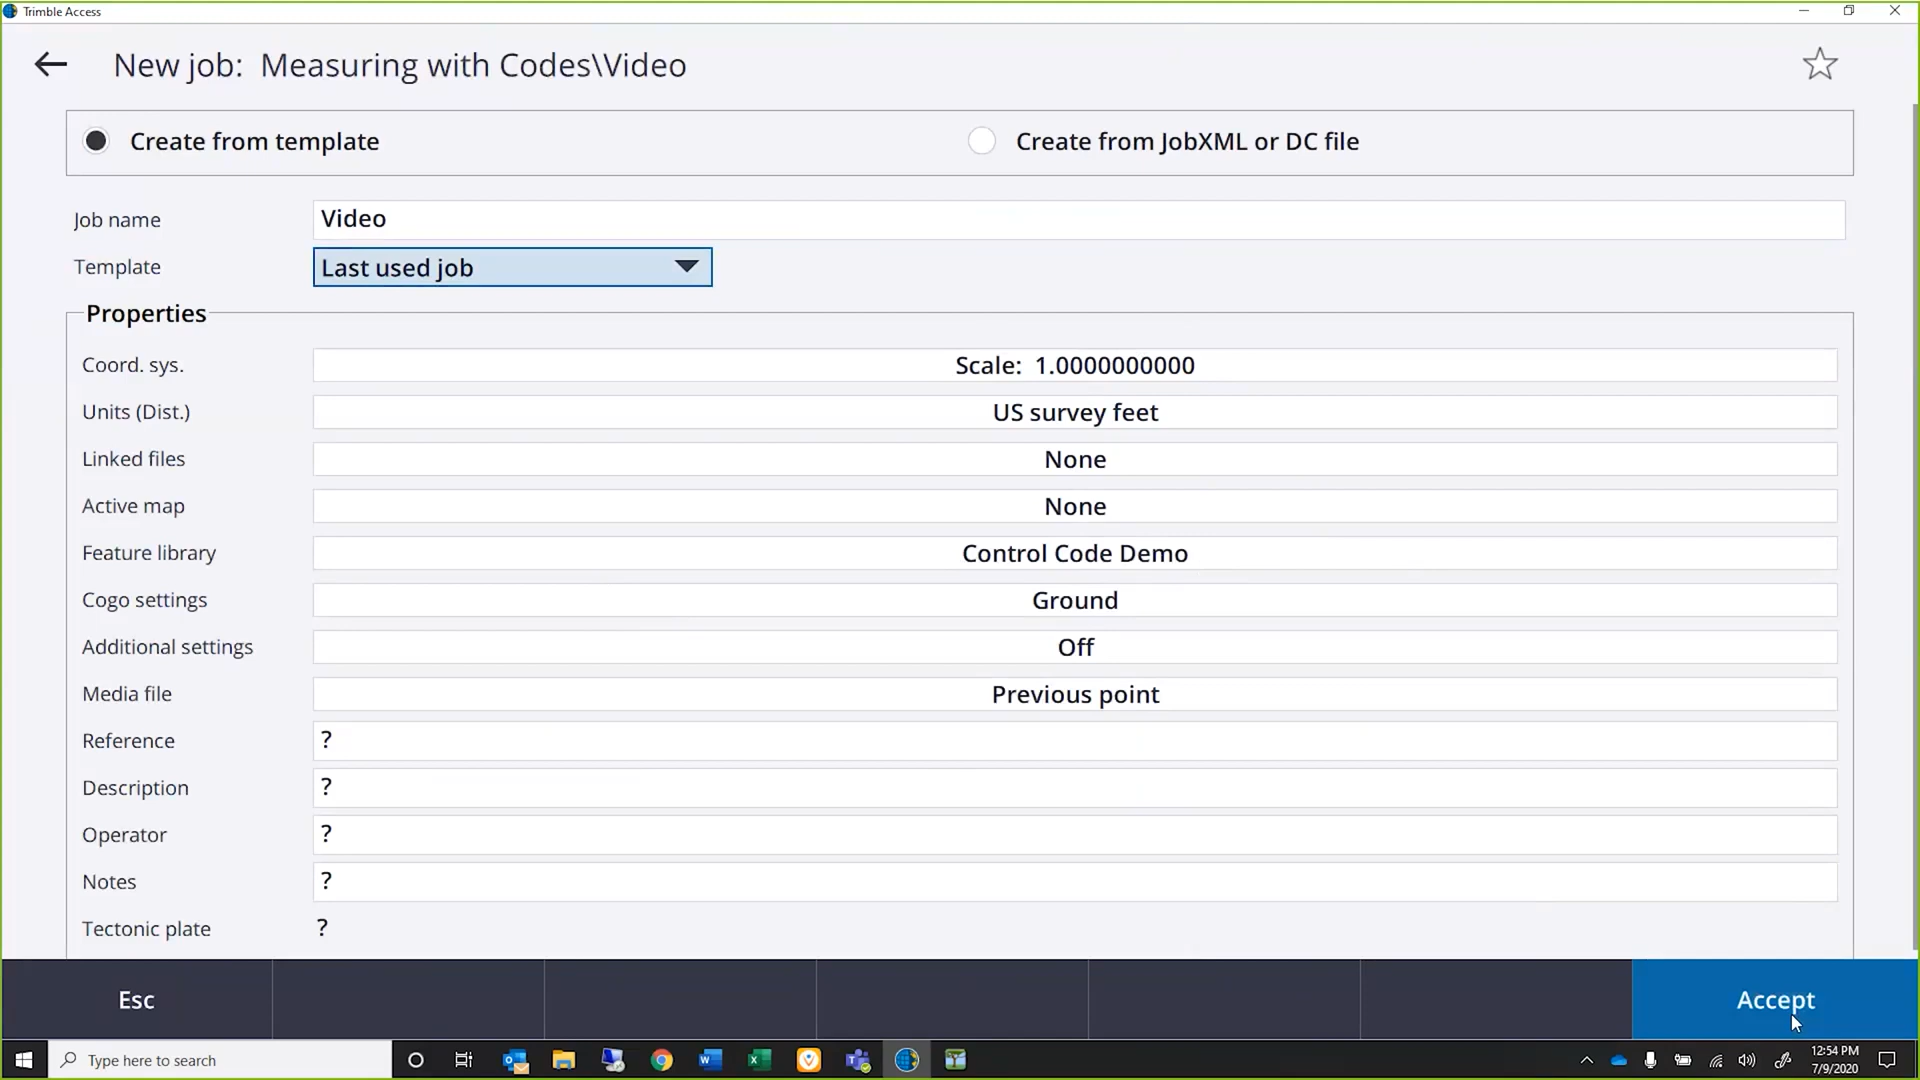 Trimble Access
New job: Measuring with Codes\Video
Create from template
Create from JobXML or DC file
Job name
Video
Template
Last used job
Properties
Coord. sys.
Scale: 1.0000000000
Units (Dist.)
US survey feet
Linked files
None
Active map
None
Feature library
Control Code Demo
Cogo settings
Ground
Additional settings
Off
Media file
Previous point
Reference
?
Description
?
Operator
?
Notes
?
Tectonic plate
?
Esc
Accept
Type here to search
12:54 PM
7/9/2020